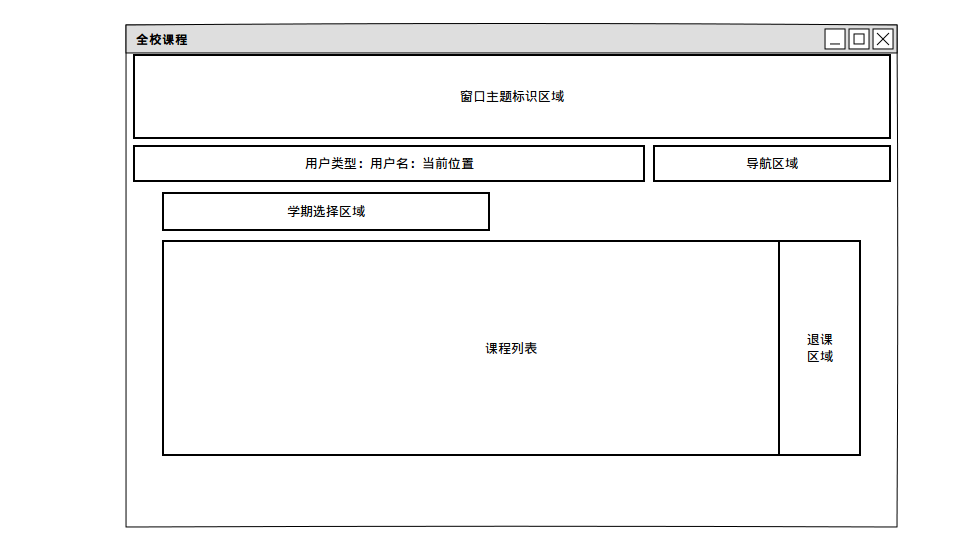 全校课程
窗口主题标识区域
用户类型：用户名：当前位置
导航区域
学期选择区域
课程列表
退课
区域